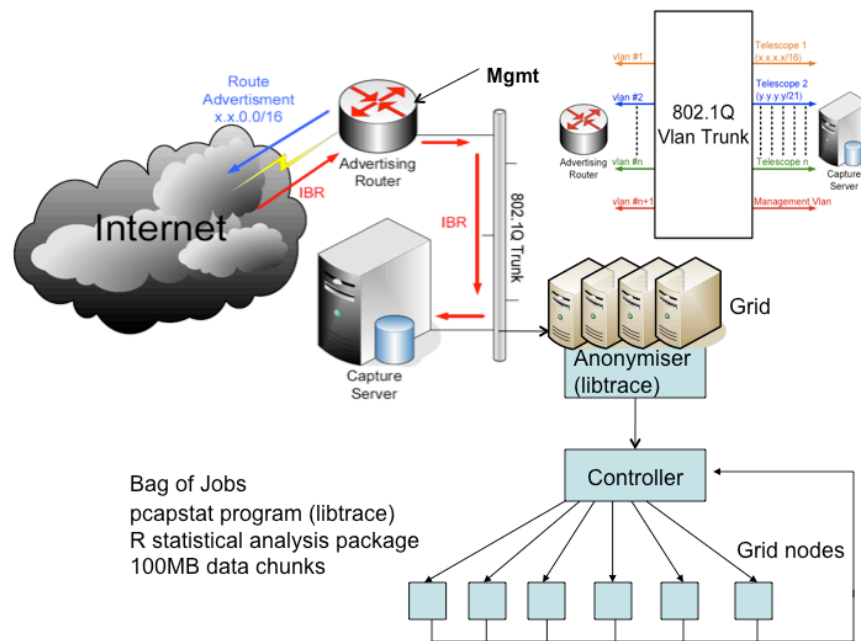 Route
Advertisment
x.x.0.0/16
Mgmt
Advertising
Router
IBR
Internet
IBR
802.1Q Trunk
Capture
Server
vlan #1
Telescope 1
(x.x.x.x/16)
vlan #2
Telescope 2
(y.y.y.y/21)
802.1Q
Vlan Trunk
Advertising
Router
vlan #n
Telescope n
Capture
Server
vlan #n+1
Management Vlan
Grid
Anonymiser
(libtrace)
Controller
Grid nodes
Bag of Jobs
pcapstat program (libtrace)
R statistical analysis package
100MB data chunks